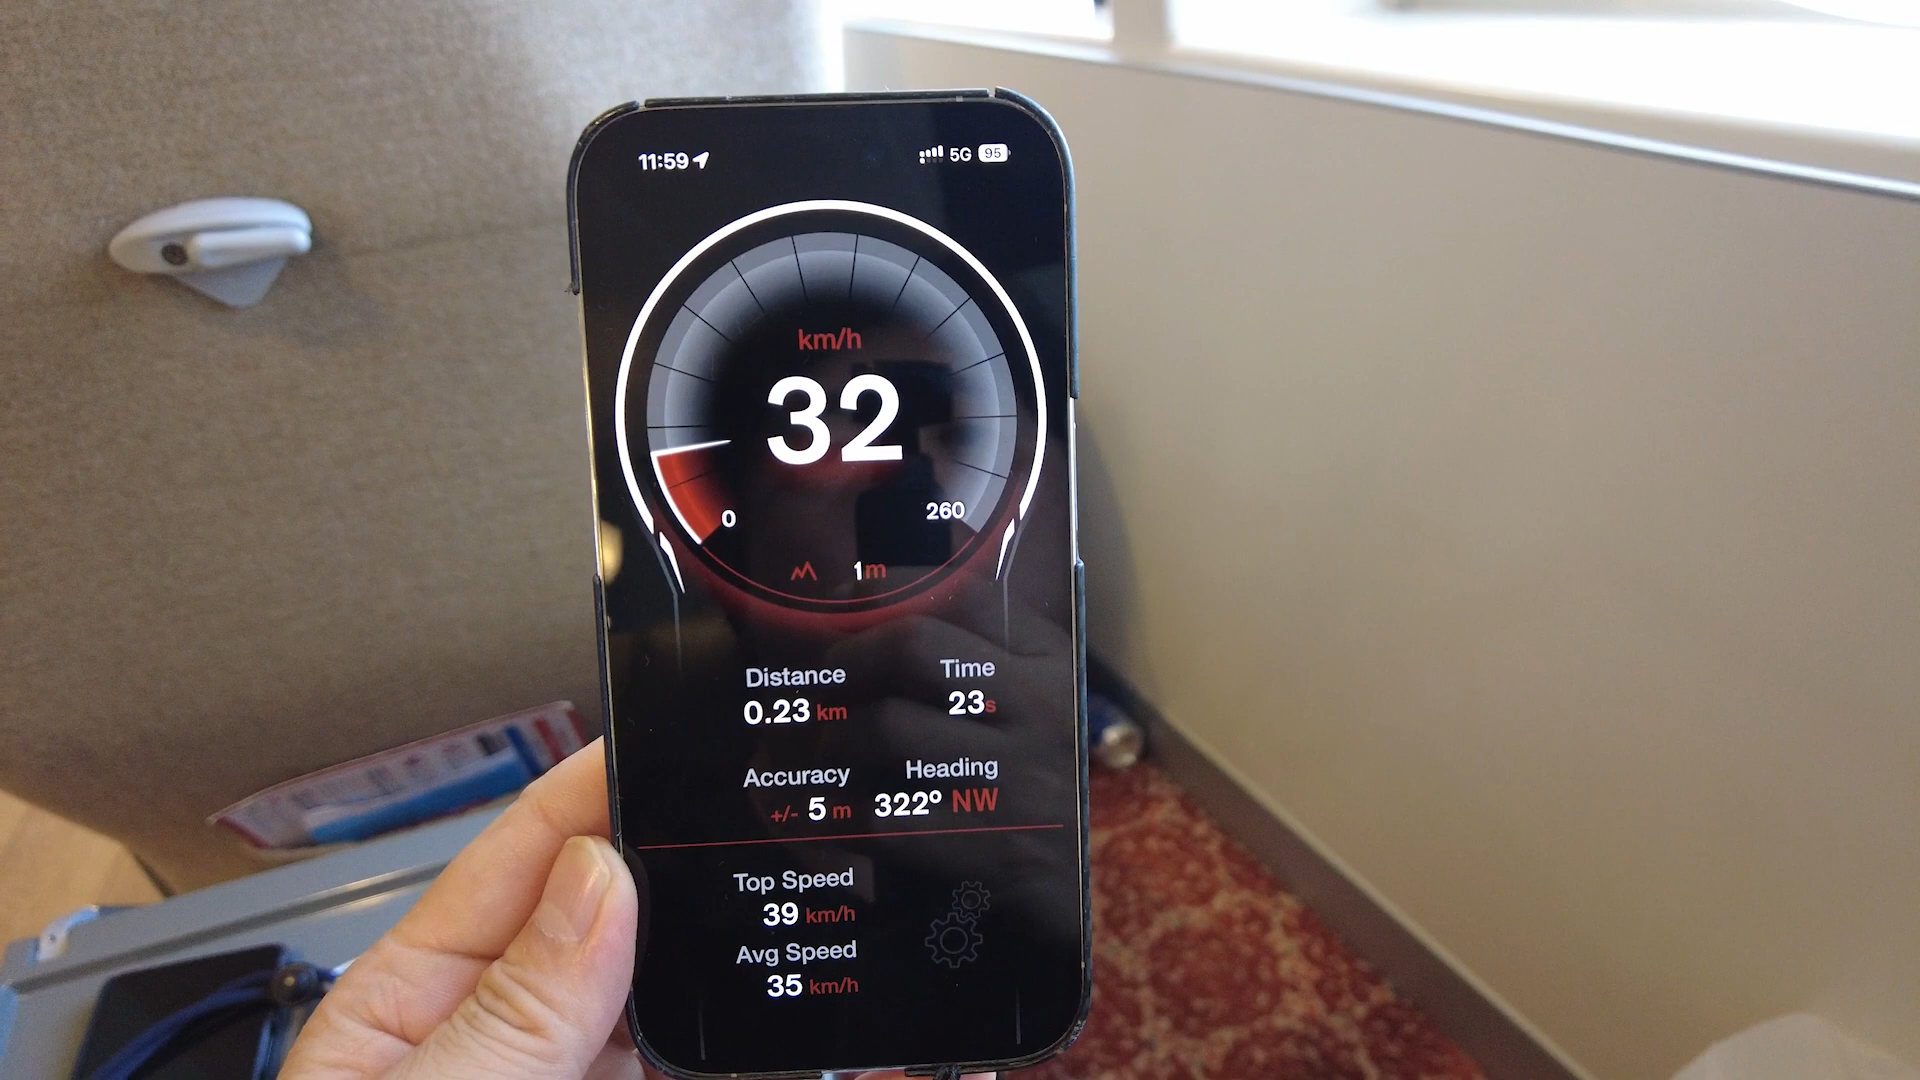 11:59 5G 95
km/h
32
0 260
1 m
Distance Time
0.23 km 23s
Accuracy Heading
+/- 5 m 322° NW
Top Speed
39 km/h
Avg Speed
35 km/h